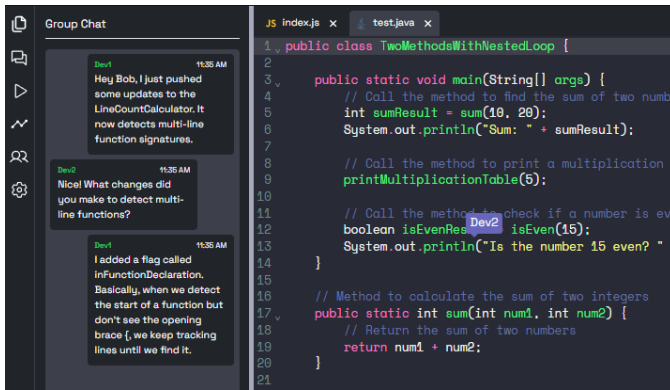 Group Chat
Dev1 11:35 AM
Hey Bob, I just pushed
some updates to the
LineCountCalculator. It
now detects multi-line
function signatures.
Dev2 11:35 AM
Nice! What changes did
you make to detect multi-
line functions?
Dev1 11:35 AM
I added a flag called
inFunctionDeclaration.
Basically, when we detect
the start of a function but
don't see the opening
brace {, we keep tracking
lines until we find it.
JS index.js × test.java ×
1 public class TwoMethodsWithNestedLoop {
2
3 public static void main(String[] args) {
4 // Call the method to find the sum of two numb
5 int sumResult = sum(10, 20);
6 System.out.println("Sum: " + sumResult);
7
8 // Call the method to print a multiplication
9 printMultiplicationTable(5);
10
11 // Call the method to check if a number is ev
12 boolean isEvenRes isEven(15);
Dev2
13 System.out.println("Is the number 15 even? "
14 }
15
16 // Method to calculate the sum of two integers
17 public static int sum(int num1, int num2) {
18 // Return the sum of two numbers
19 return num1 + num2;
20 }
21